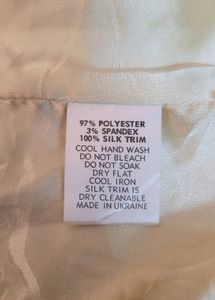 97% POLYESTER
3% SPANDEX
100% SILK TRIM
COOL HAND WASH
DO NOT BLEACH
DO NOT SOAK
DRY FLAT
COOL IRON
SILK TRIM IS
DRY CLEANABLE
MADE IN UKRAINE